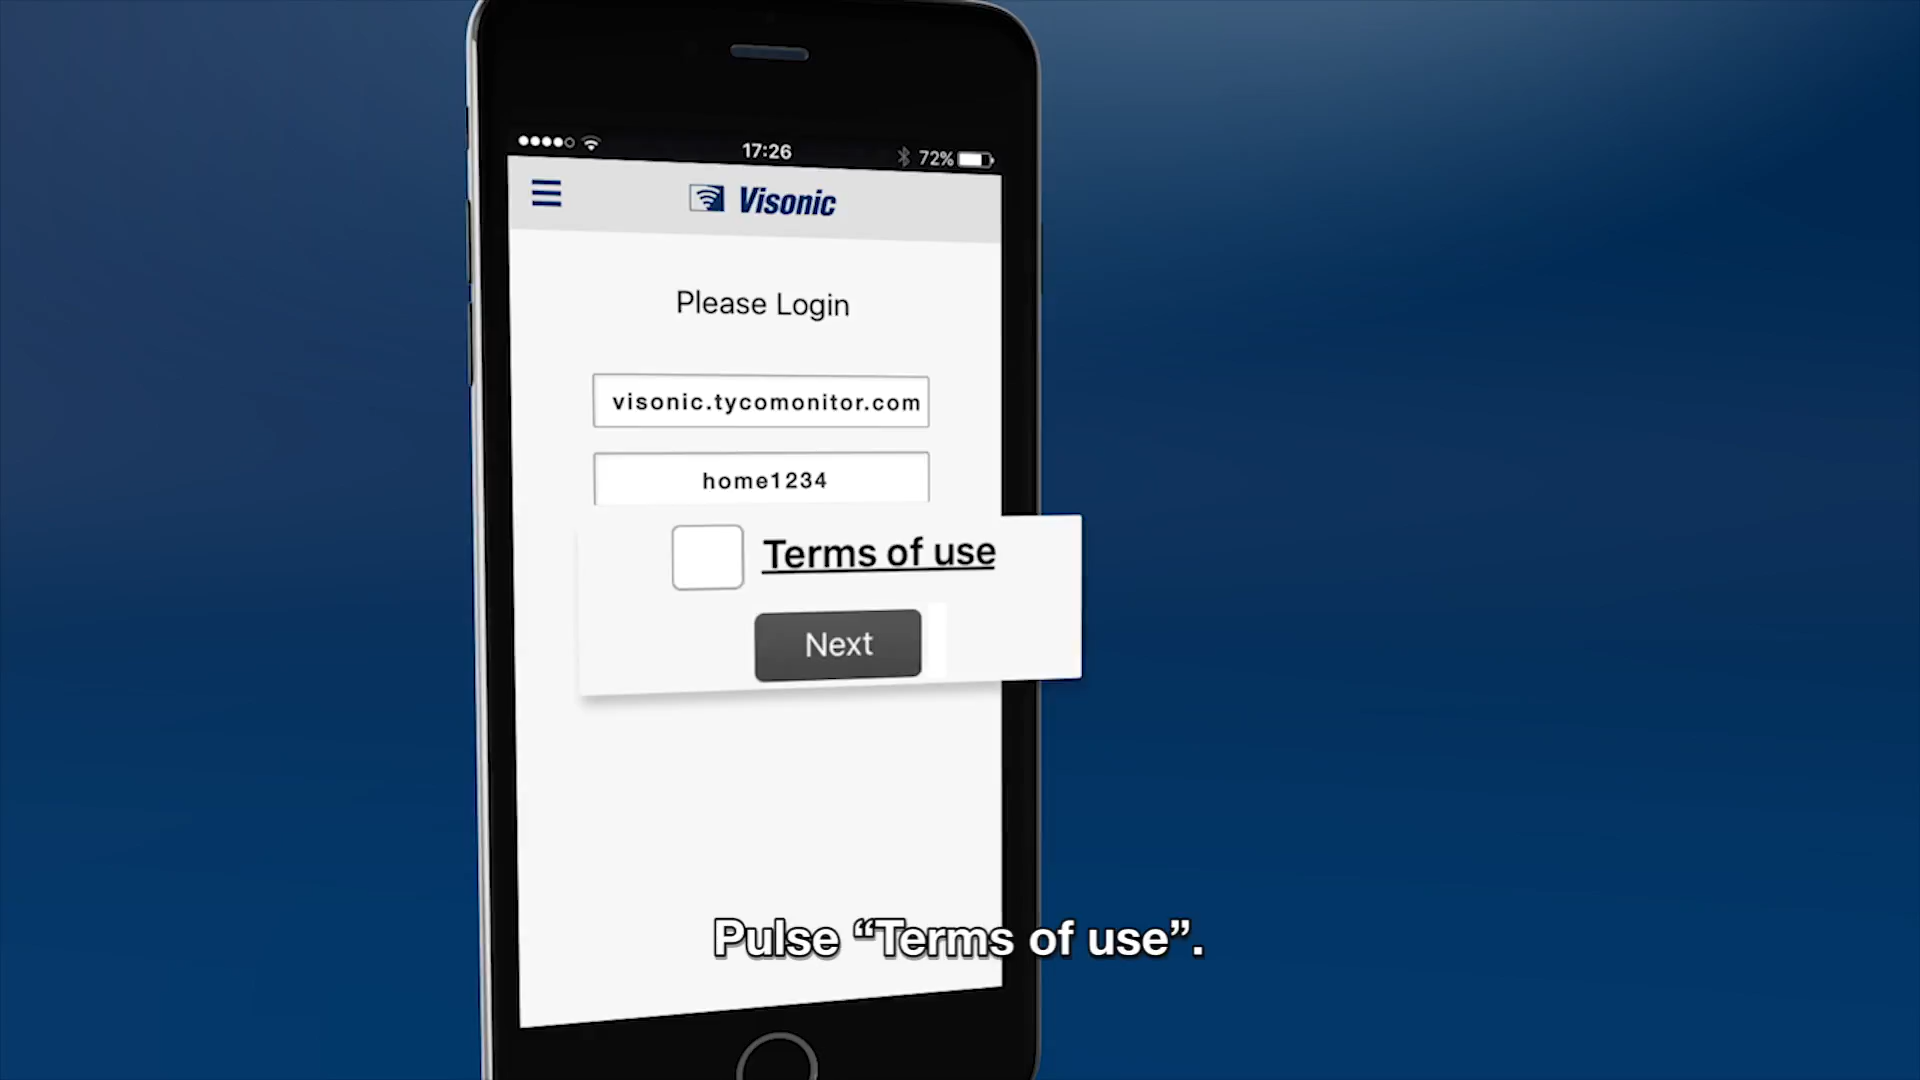 17:26
72%
Visonic
Please Login
visonic.tycomonitor.com
home1234
Terms of use
Next
Pulse “Terms of use”.